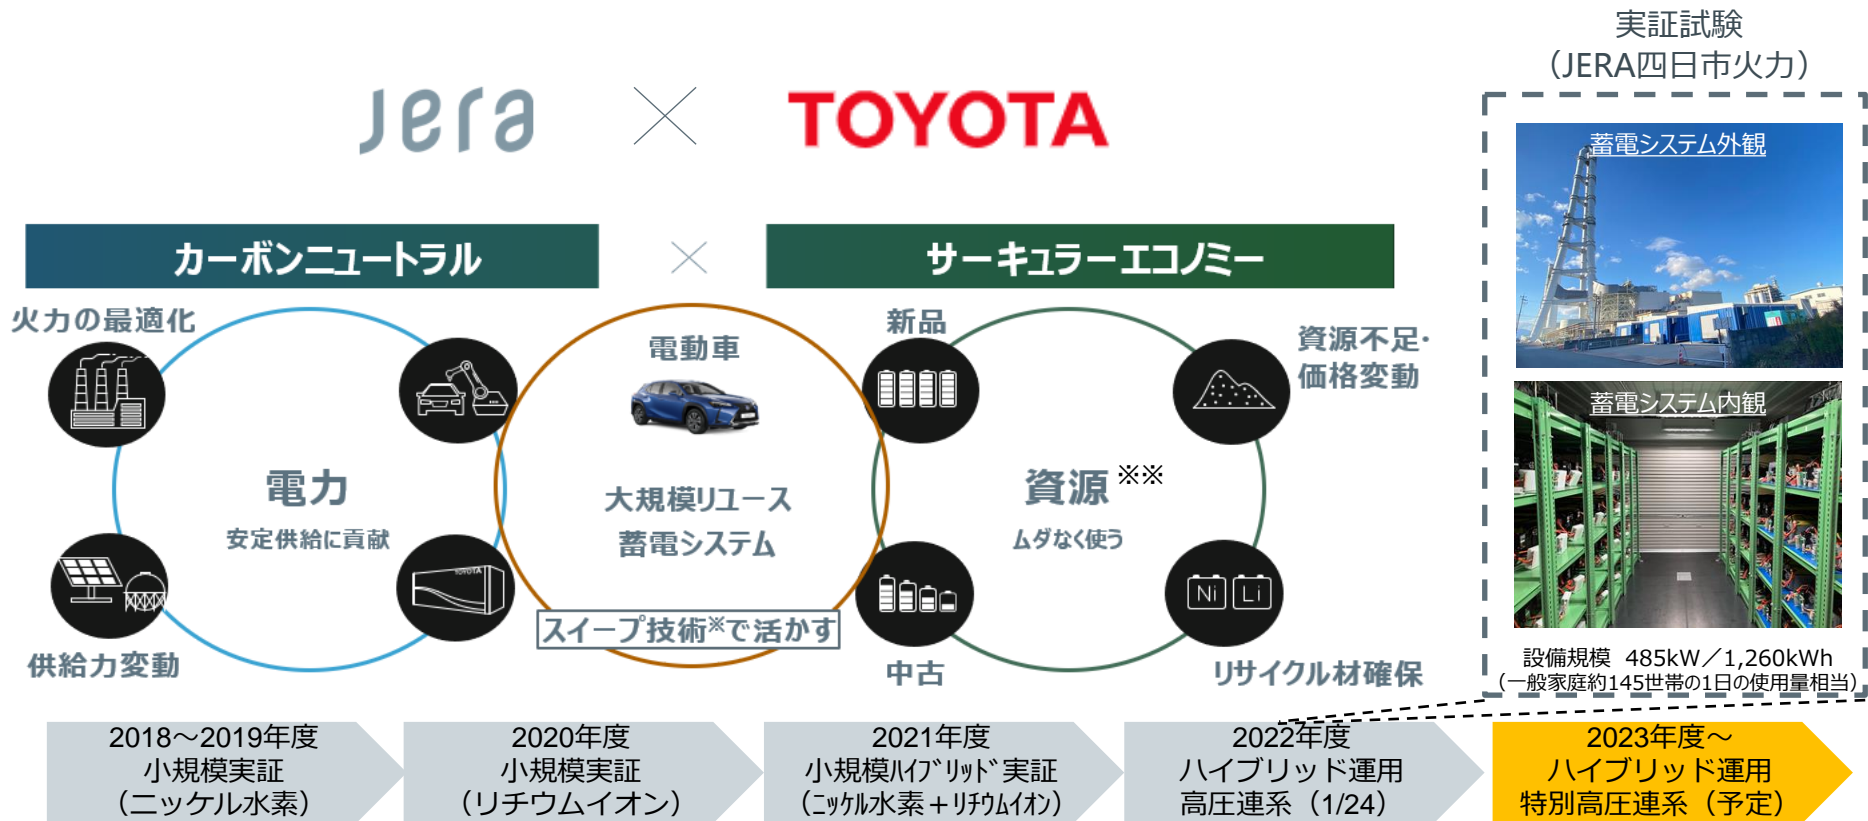 実証試験
（JERA四日市火力）
Jera
TOYOTA
蓄電システム外観
カーボンニュートラル
サーキュラーエコノミー
火力の最適化
電動車
新品
資源不足・
価格変動
蓄電システム内観
電力
安定供給に貢献
大規模リユース
蓄電システム
資源※※
ムダなく使う
TOYOTA
Ni Li
スイープ技術※で活かす
供給力変動
中古
リサイクル材確保
設備規模 485kW／1,260kWh
（一般家庭約145世帯の1日の使用量相当）
2018～2019年度
小規模実証
（ニッケル水素）
2020年度
小規模実証
（リチウムイオン）
2021年度
小規模ﾊｲﾌﾞﾘｯﾄﾞ実証
（ﾆｯｹﾙ水素＋ﾘﾁｳﾑｲｵﾝ）
2022年度
ハイブリッド運用
高圧連系（1/24）
2023年度～
ハイブリッド運用
特別高圧連系（予定）